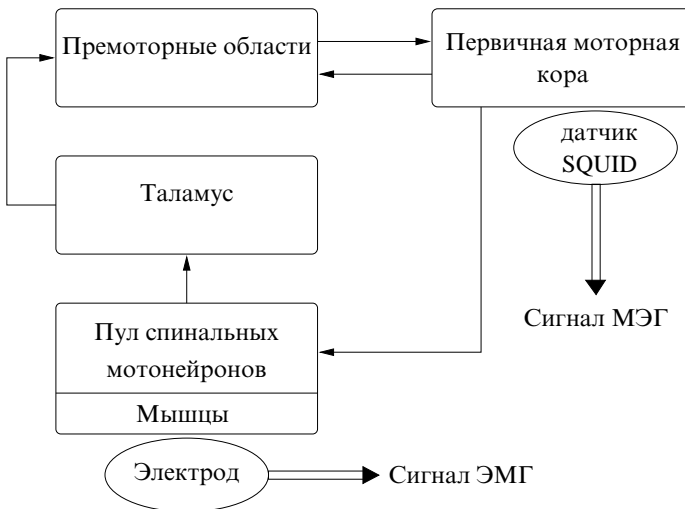 Премоторные области
Первичная моторная
кора
датчик
SQUID
Таламус
Сигнал МЭГ
Пул спинальных
мотонейронов
Мышцы
Электрод
Сигнал ЭМГ